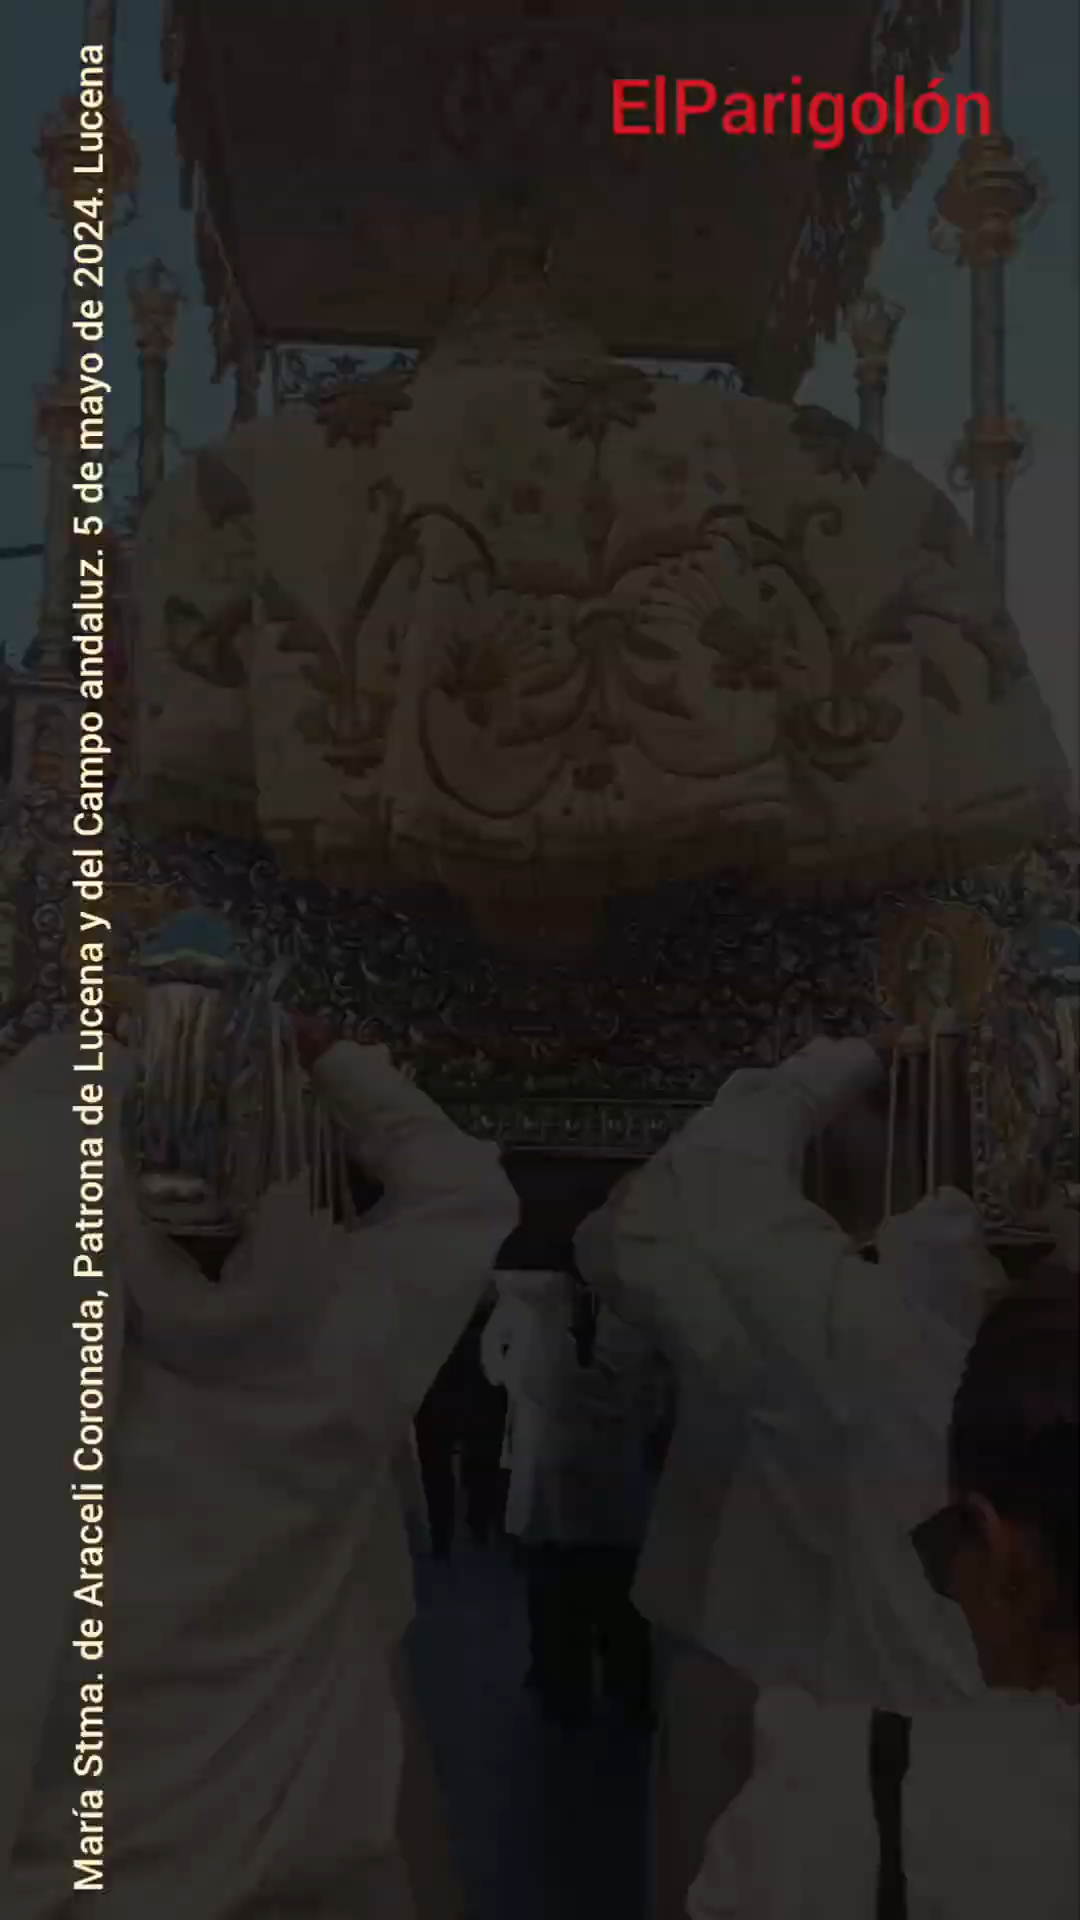 ElParigolón
María Stma. de Araceli Coronada, Patrona de Lucena y del Campo andaluz. 5 de mayo de 2024. Lucena